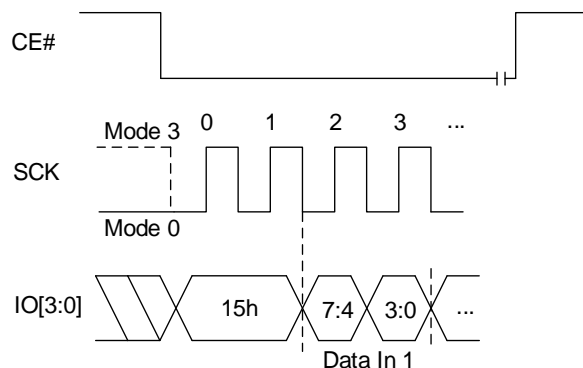 CE#
0 1 2 3 ...
Mode 3
SCK
Mode 0
IO[3:0] 15h 7:4 3:0 ...
Data In 1